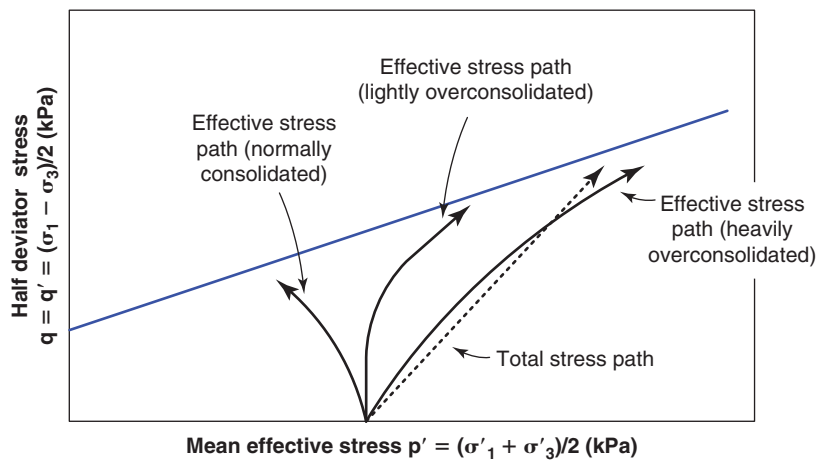 Effective stress path
(lightly overconsolidated)
Effective stress
path (normally
consolidated)
Effective stress
path (heavily
overconsolidated)
Total stress path
Half deviator stress
q = q′ = (σ₁ − σ₃)/2 (kPa)
Mean effective stress p′ = (σ′₁ + σ′₃)/2 (kPa)